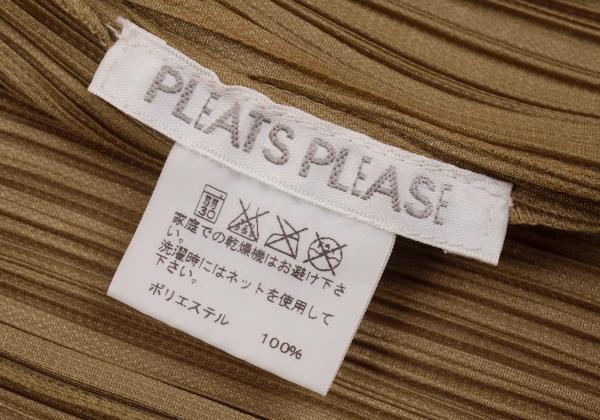 PLEATS PLEASE
弱
30
家庭での乾燥機はお避け下さ
い。
洗濯時にはネットを使用して
下さい。
ポリエステル 100%